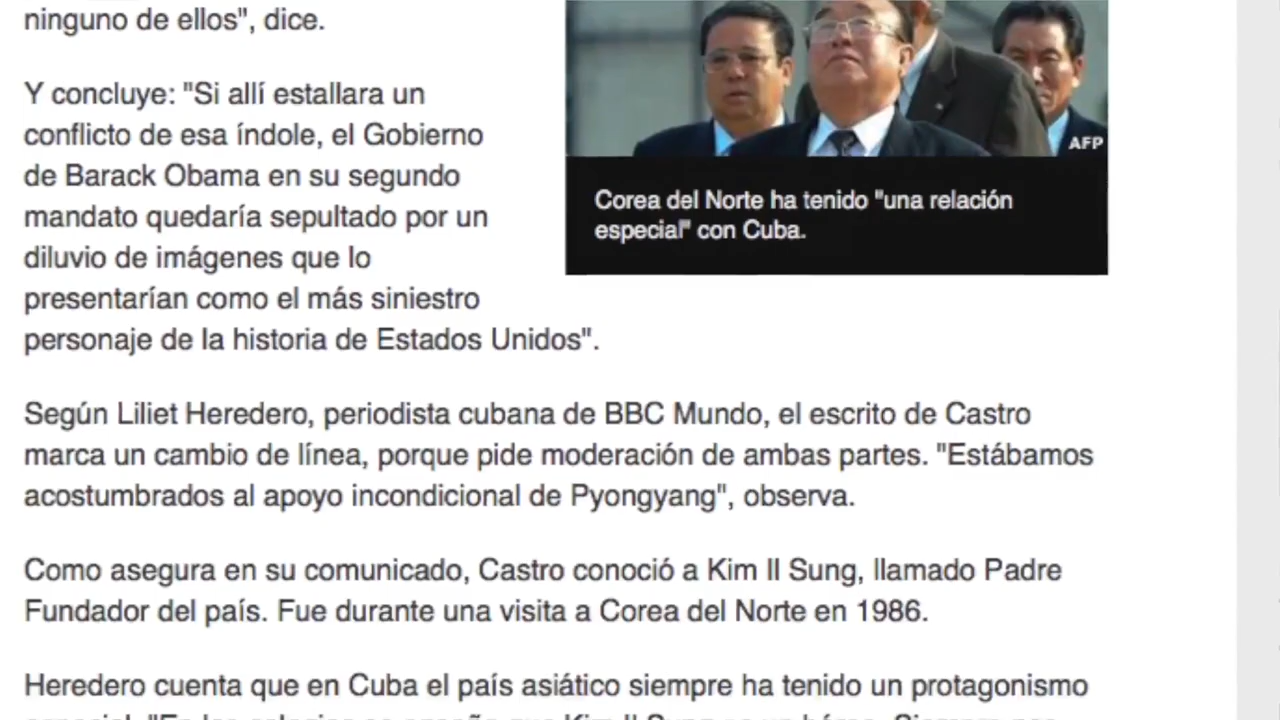 ninguno de ellos", dice.
Y concluye: "Si allí estallara un
conflicto de esa índole, el Gobierno
de Barack Obama en su segundo
mandato quedaría sepultado por un
diluvio de imágenes que lo
presentarían como el más siniestro
personaje de la historia de Estados Unidos".
AFP
Corea del Norte ha tenido "una relación
especial" con Cuba.
Según Liliet Heredero, periodista cubana de BBC Mundo, el escrito de Castro
marca un cambio de línea, porque pide moderación de ambas partes. "Estábamos
acostumbrados al apoyo incondicional de Pyongyang", observa.
Como asegura en su comunicado, Castro conoció a Kim Il Sung, llamado Padre
Fundador del país. Fue durante una visita a Corea del Norte en 1986.
Heredero cuenta que en Cuba el país asiático siempre ha tenido un protagonismo